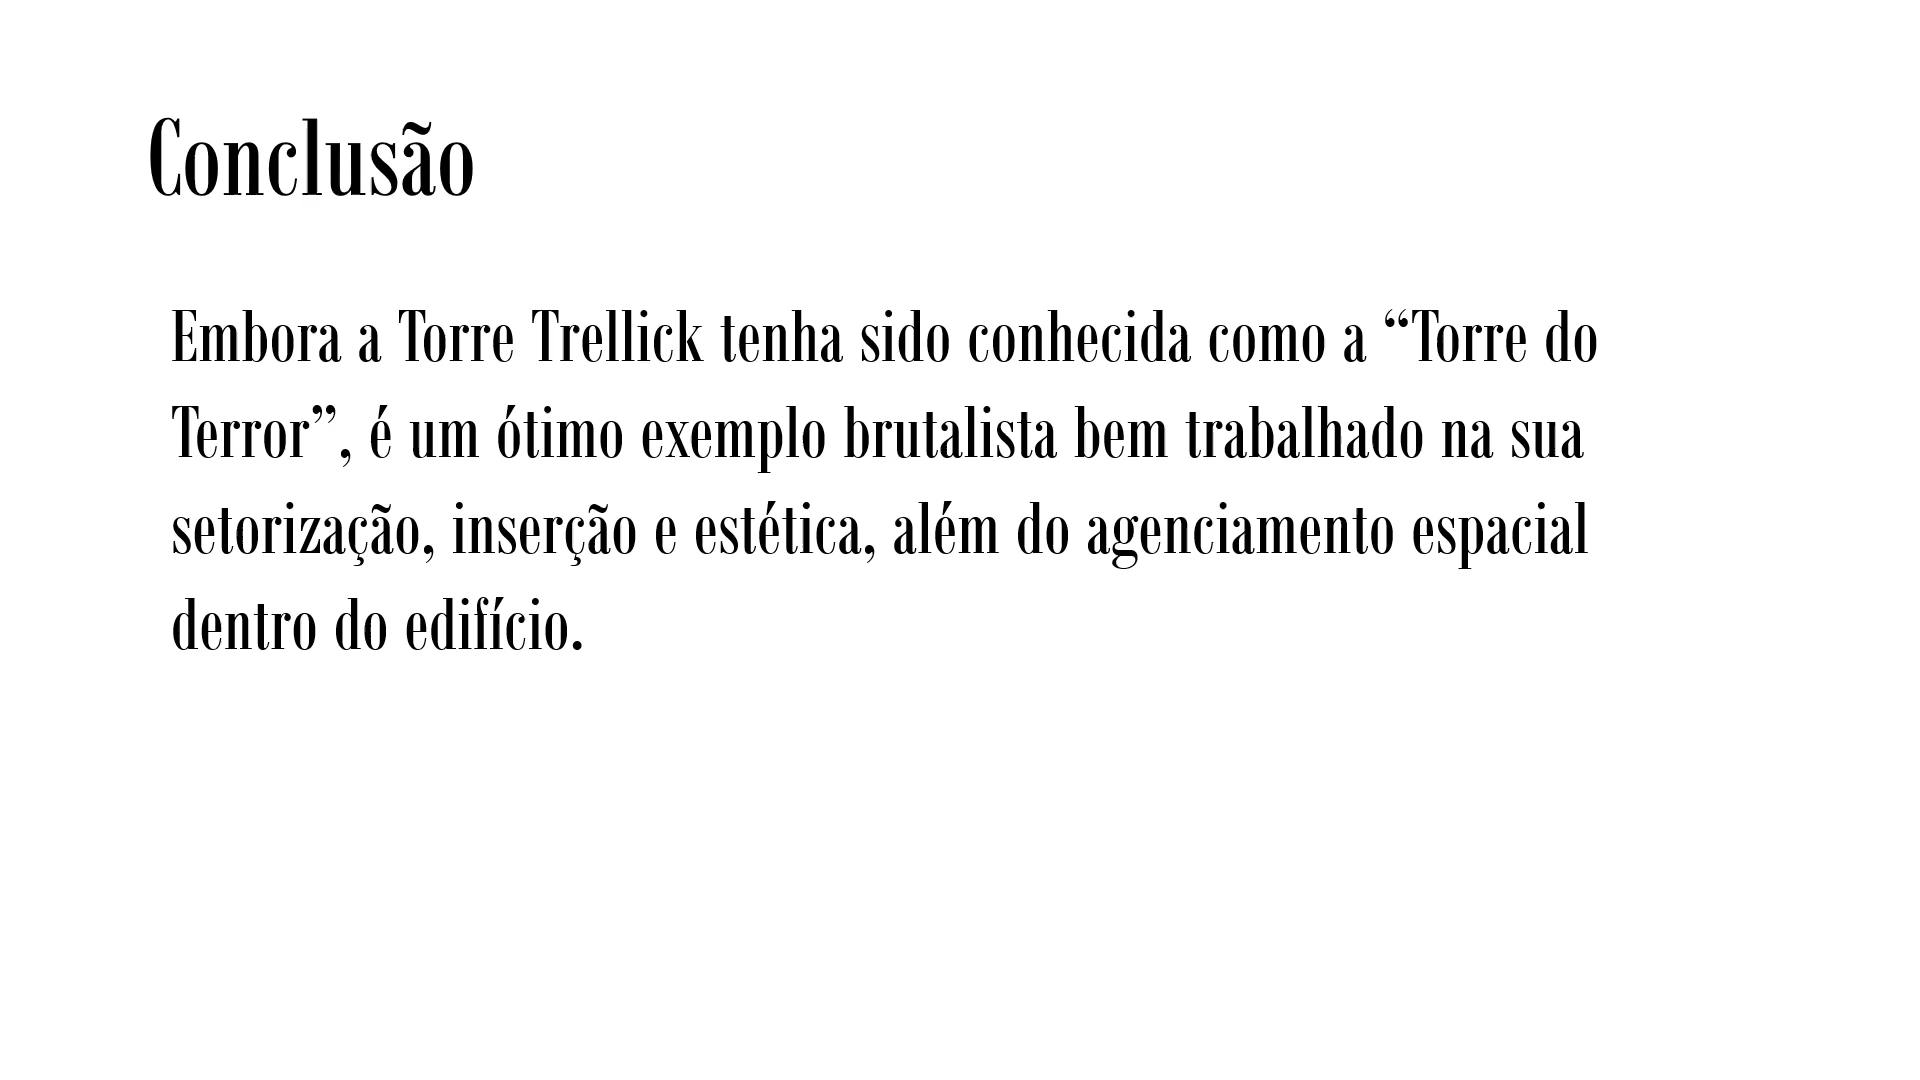 Conclusão
Embora a Torre Trellick tenha sido conhecida como a “Torre do
Terror”, é um ótimo exemplo brutalista bem trabalhado na sua
setorização, inserção e estética, além do agenciamento espacial
dentro do edifício.